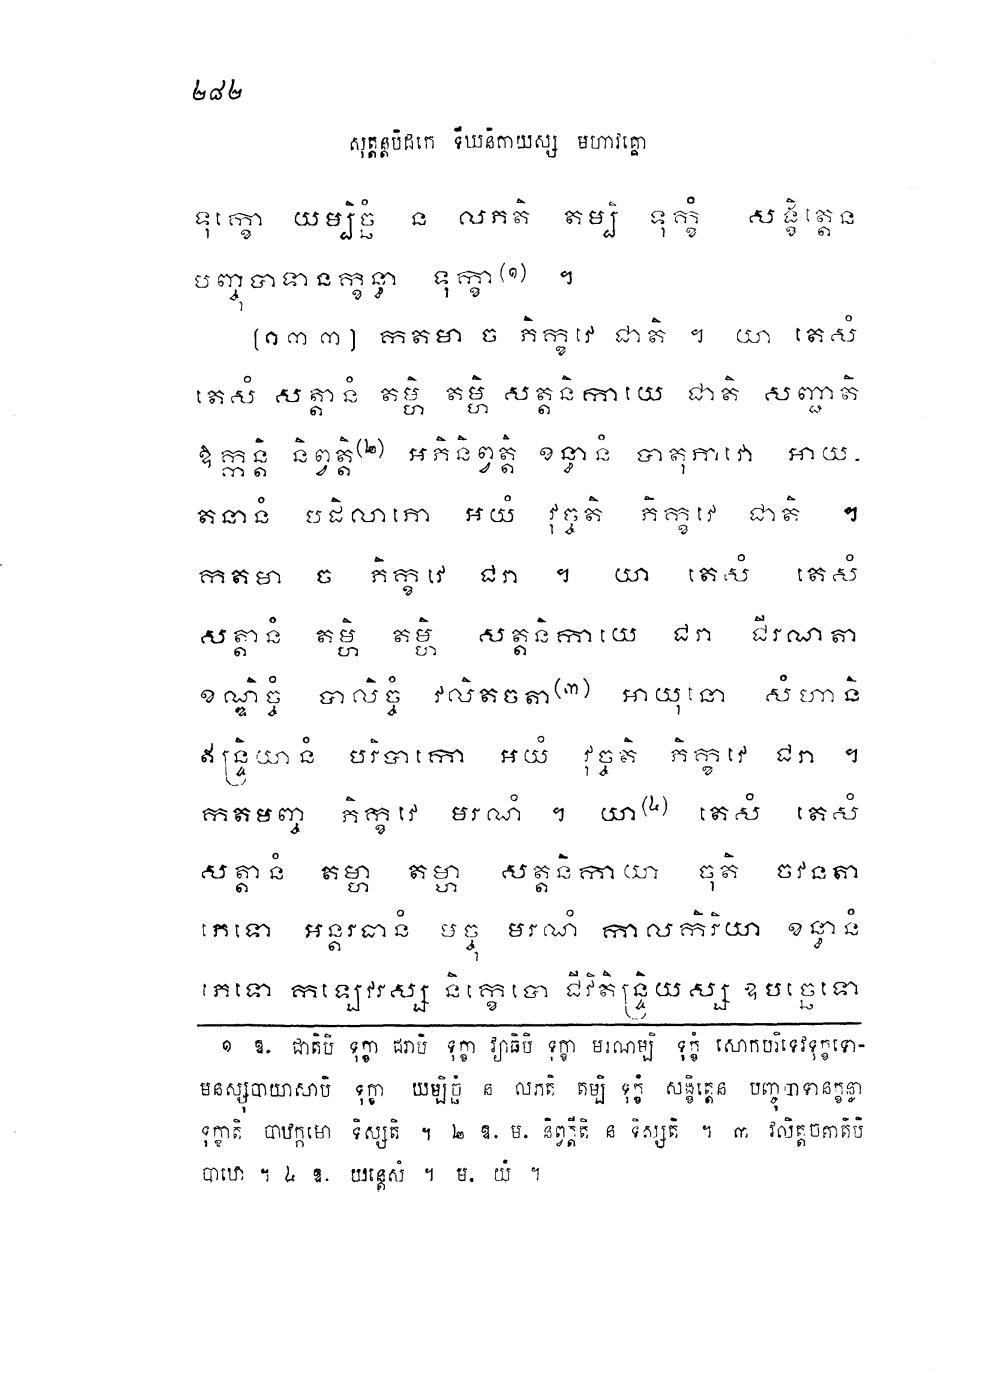 ២៨២
សុត្តន្តបិដកេ ទីឃនិកាយស្ស មហាវគ្គោ
ទុក្ខោ យម្បិច្ឆំ ន លភតិ តម្បិ ទុក្ខំ សង្ខិត្តេន
បញ្ចុបាទានក្ខន្ធា ទុក្ខា(១) ។
[១៣៣] កតមា ច ភិក្ខវេ ជាតិ ។ យា តេសំ
តេសំ សត្តានំ តម្ហិ តម្ហិ សត្តនិកាយេ ជាតិ សញ្ជាតិ
ឱក្កន្តិ និព្វត្តិ(២) អភិនិព្វត្តិ ខន្ធានំ បាតុភាវោ អាយ-
តនានំ បដិលាភោ អយំ វុច្ចតិ ភិក្ខវេ ជាតិ ។
កតមា ច ភិក្ខវេ ជរា ។ យា តេសំ តេសំ
សត្តានំ តម្ហិ តម្ហិ សត្តនិកាយេ ជរា ជីរណតា
ខណ្ឌិច្ចំ បាលិច្ចំ វលិតចតា(៣) អាយុនោ សំហានិ
ឥន្ទ្រិយានំ បរិបាកោ អយំ វុច្ចតិ ភិក្ខវេ ជរា ។
កតមញ្ច ភិក្ខវេ មរណំ ។ យា(៤) តេសំ តេសំ
សត្តានំ តម្ហា តម្ហា សត្តនិកាយា ចុតិ ចវនតា
ភេទោ អន្តរធានំ មច្ចុ មរណំ កាលកិរិយា ខន្ធានំ
ភេទោ កឡេវរស្ស និក្ខេបោ ជីវិតិន្ទ្រិយស្ស ឧបច្ឆេទោ
១ ឱ. ជាតិបិ ទុក្ខា ជរាបិ ទុក្ខា វ្យាធិបិ ទុក្ខា មរណម្បិ ទុក្ខំ សោកបរិទេវទុក្ខទោ-
មនស្សុបាយាសាបិ ទុក្ខា យម្បិច្ឆំ ន លភតិ តម្បិ ទុក្ខំ សង្ខិត្តេន បញ្ចុបាទានក្ខន្ធា
ទុក្ខាតិ បាឋក្កមោ ទិស្សតិ ។ ២ ឱ. ម. និព្វត្តីតិ ន ទិស្សតិ ។ ៣ វលិត្តចតាតិបិ
បាឋោ ។ ៤ ឱ. យន្តេសំ ។ ម. យំ ។